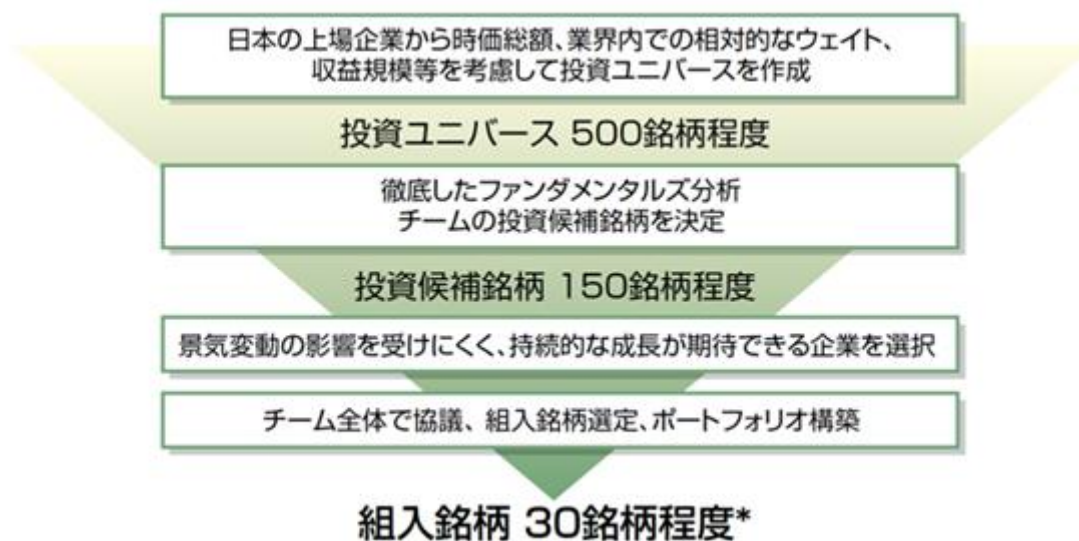 日本の上場企業から時価総額、業界内での相対的なウェイト、
収益規模等を考慮して投資ユニバースを作成
投資ユニバース 500銘柄程度
徹底したファンダメンタルズ分析
チームの投資候補銘柄を決定
投資候補銘柄 150銘柄程度
景気変動の影響を受けにくく、持続的な成長が期待できる企業を選択
チーム全体で協議、組入銘柄選定、ポートフォリオ構築
組入銘柄 30銘柄程度*